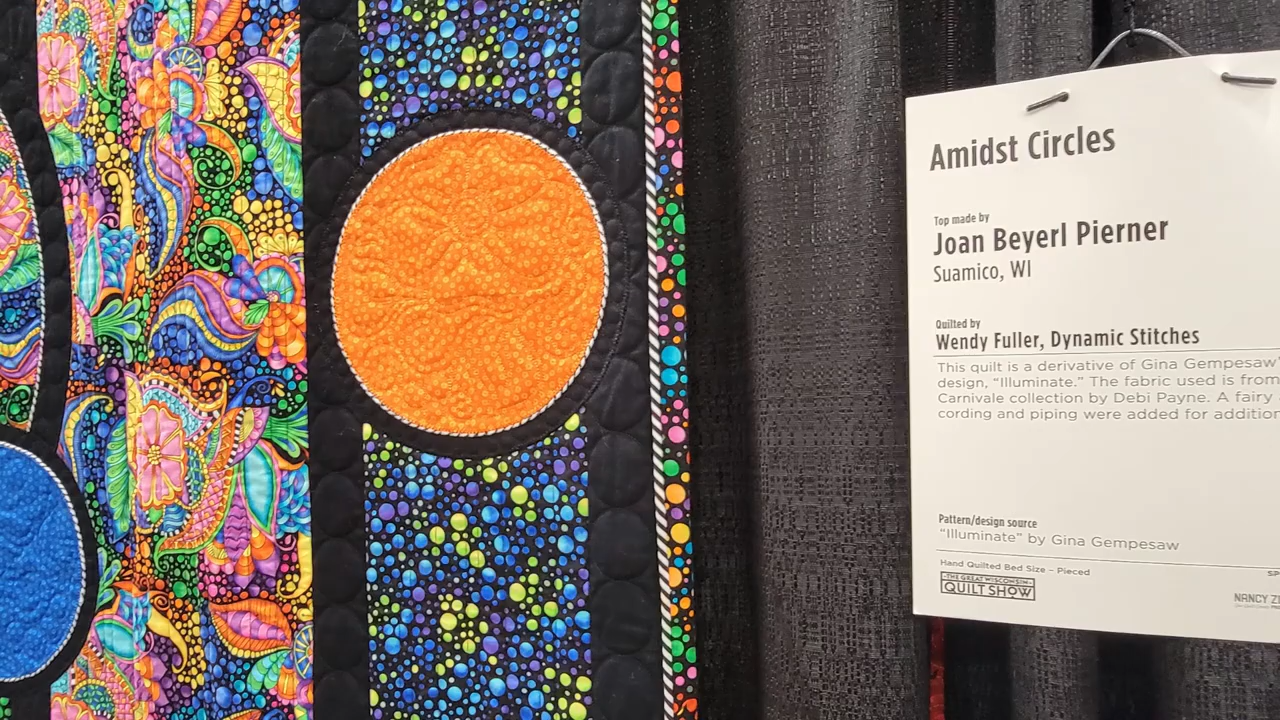 Amidst Circles
Top made by
Joan Beyerl Pierner
Suamico, WI
Quilted by
Wendy Fuller, Dynamic Stitches
This quilt is a derivative of Gina Gempesaw
design, “Illuminate.” The fabric used is from
Carnivale collection by Debi Payne. A fairy
cording and piping were added for addition
Pattern/design source
“Illuminate” by Gina Gempesaw
Hand Quilted Bed Size - Pieced
SP
THE GREAT WISCONSIN
QUILT SHOW
NANCY ZI